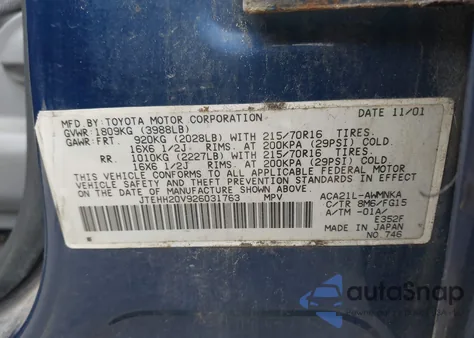 MFD.BY:TOYOTA MOTOR CORPORATION DATE 11/01
GVWR:1809KG (3988LB)
GAWR:FRT. 920KG (2028LB) WITH 215/70R16 TIRES.
16X6 1/2J RIMS. AT 200KPA (29PSI) COLD.
RR. 1010KG (2227LB) WITH 215/70R16 TIRES.
16X6 1/2J RIMS. AT 200KPA (29PSI) COLD.
THIS VEHICLE CONFORMS TO ALL APPLICABLE FEDERAL MOTOR
VEHICLE SAFETY AND THEFT PREVENTION STANDARDS IN EFFECT ON
THE DATE OF MANUFACTURE SHOWN ABOVE.
JTEHH20V926031763 MPV ACA21L-AWMNKA
C/TR 8M6/FG15
A/TM -01A/
E352F
MADE IN JAPAN
NO.746
autoSnap